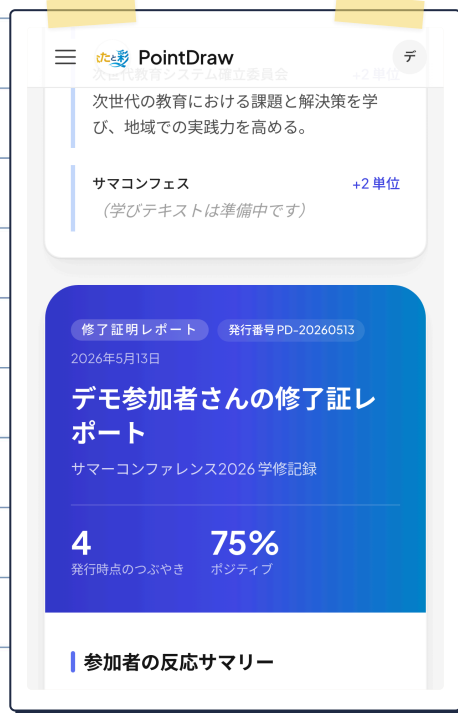 ぴたと彩 PointDraw
デ
次世代教育システム確立委員会 +2 単位
次世代の教育における課題と解決策を学
び、地域での実践力を高める。
サマコンフェス +2 単位
（学びテキストは準備中です）
修了証明レポート 発行番号 PD-20260513
2026年5月13日
デモ参加者さんの修了証レ
ポート
サマーコンファレンス2026 学修記録
4 75%
発行時点のつぶやき ポジティブ
参加者の反応サマリー